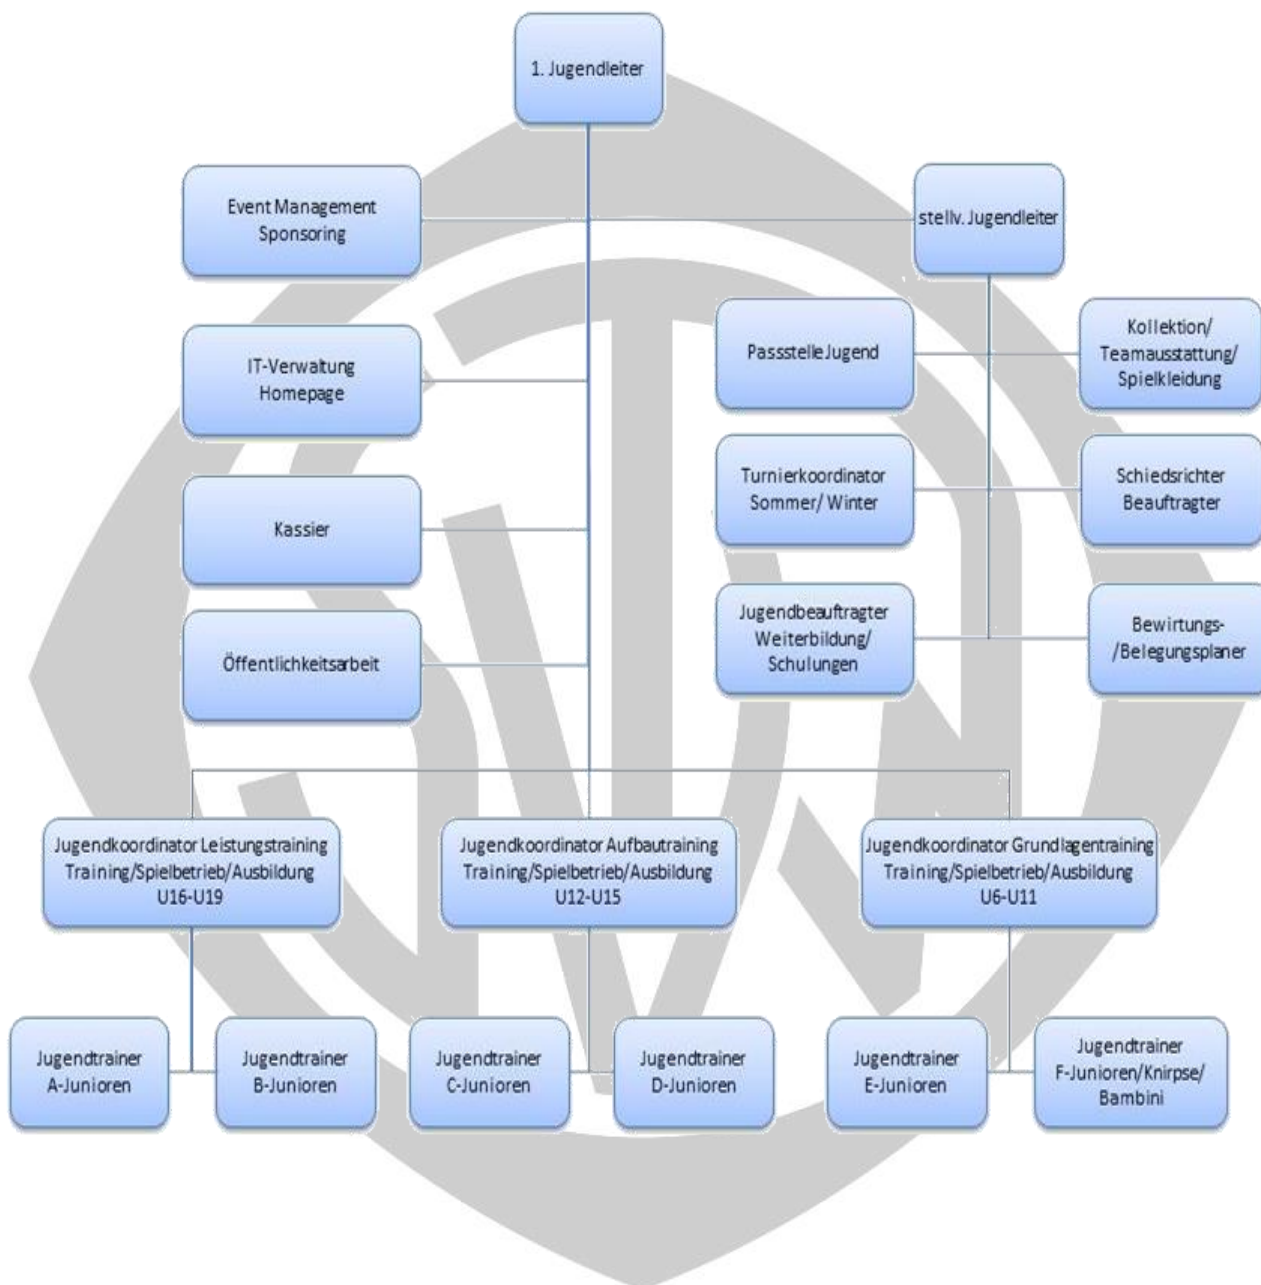 1. Jugendleiter
Event Management
Sponsoring
stellv. Jugendleiter
IT-Verwaltung
Homepage
Passstelle Jugend
Kollektion/
Teamausstattung/
Spielkleidung
Kassier
Turnierkoordinator
Sommer/ Winter
Schiedsrichter
Beauftragter
Öffentlichkeitsarbeit
Jugendbeauftragter
Weiterbildung/
Schulungen
Bewirtungs-
/Belegungsplaner
Jugendkoordinator Leistungstraining
Training/Spielbetrieb/Ausbildung
U16-U19
Jugendkoordinator Aufbautraining
Training/Spielbetrieb/Ausbildung
U12-U15
Jugendkoordinator Grundlagentraining
Training/Spielbetrieb/Ausbildung
U6-U11
Jugendtrainer
A-Junioren
Jugendtrainer
B-Junioren
Jugendtrainer
C-Junioren
Jugendtrainer
D-Junioren
Jugendtrainer
E-Junioren
Jugendtrainer
F-Junioren/Knirpse/
Bambini